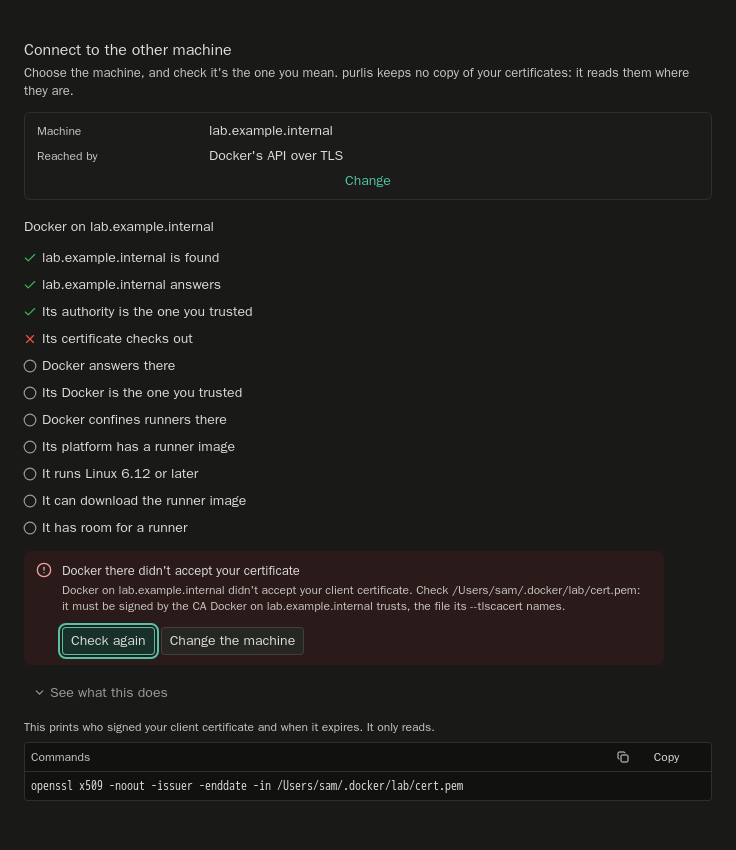 Connect to the other machine
Choose the machine, and check it's the one you mean. purlis keeps no copy of your certificates: it reads them where
they are.
Machine lab.example.internal
Reached by Docker's API over TLS
Change
Docker on lab.example.internal
lab.example.internal is found
lab.example.internal answers
Its authority is the one you trusted
Its certificate checks out
Docker answers there
Its Docker is the one you trusted
Docker confines runners there
Its platform has a runner image
It runs Linux 6.12 or later
It can download the runner image
It has room for a runner
Docker there didn't accept your certificate
Docker on lab.example.internal didn't accept your client certificate. Check /Users/sam/.docker/lab/cert.pem:
it must be signed by the CA Docker on lab.example.internal trusts, the file its --tlscacert names.
Check again Change the machine
See what this does
This prints who signed your client certificate and when it expires. It only reads.
Commands Copy
openssl x509 -noout -issuer -enddate -in /Users/sam/.docker/lab/cert.pem